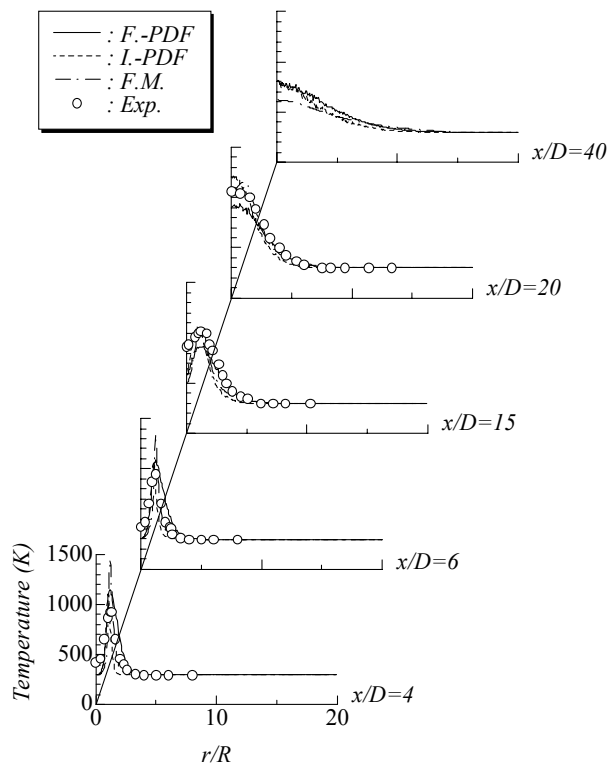 : F.-PDF
: I.-PDF
: F.M.
: Exp.
x/D=40
x/D=20
x/D=15
x/D=6
x/D=4
Temperature (K)
1500
1000
500
0
0 10 20
r/R